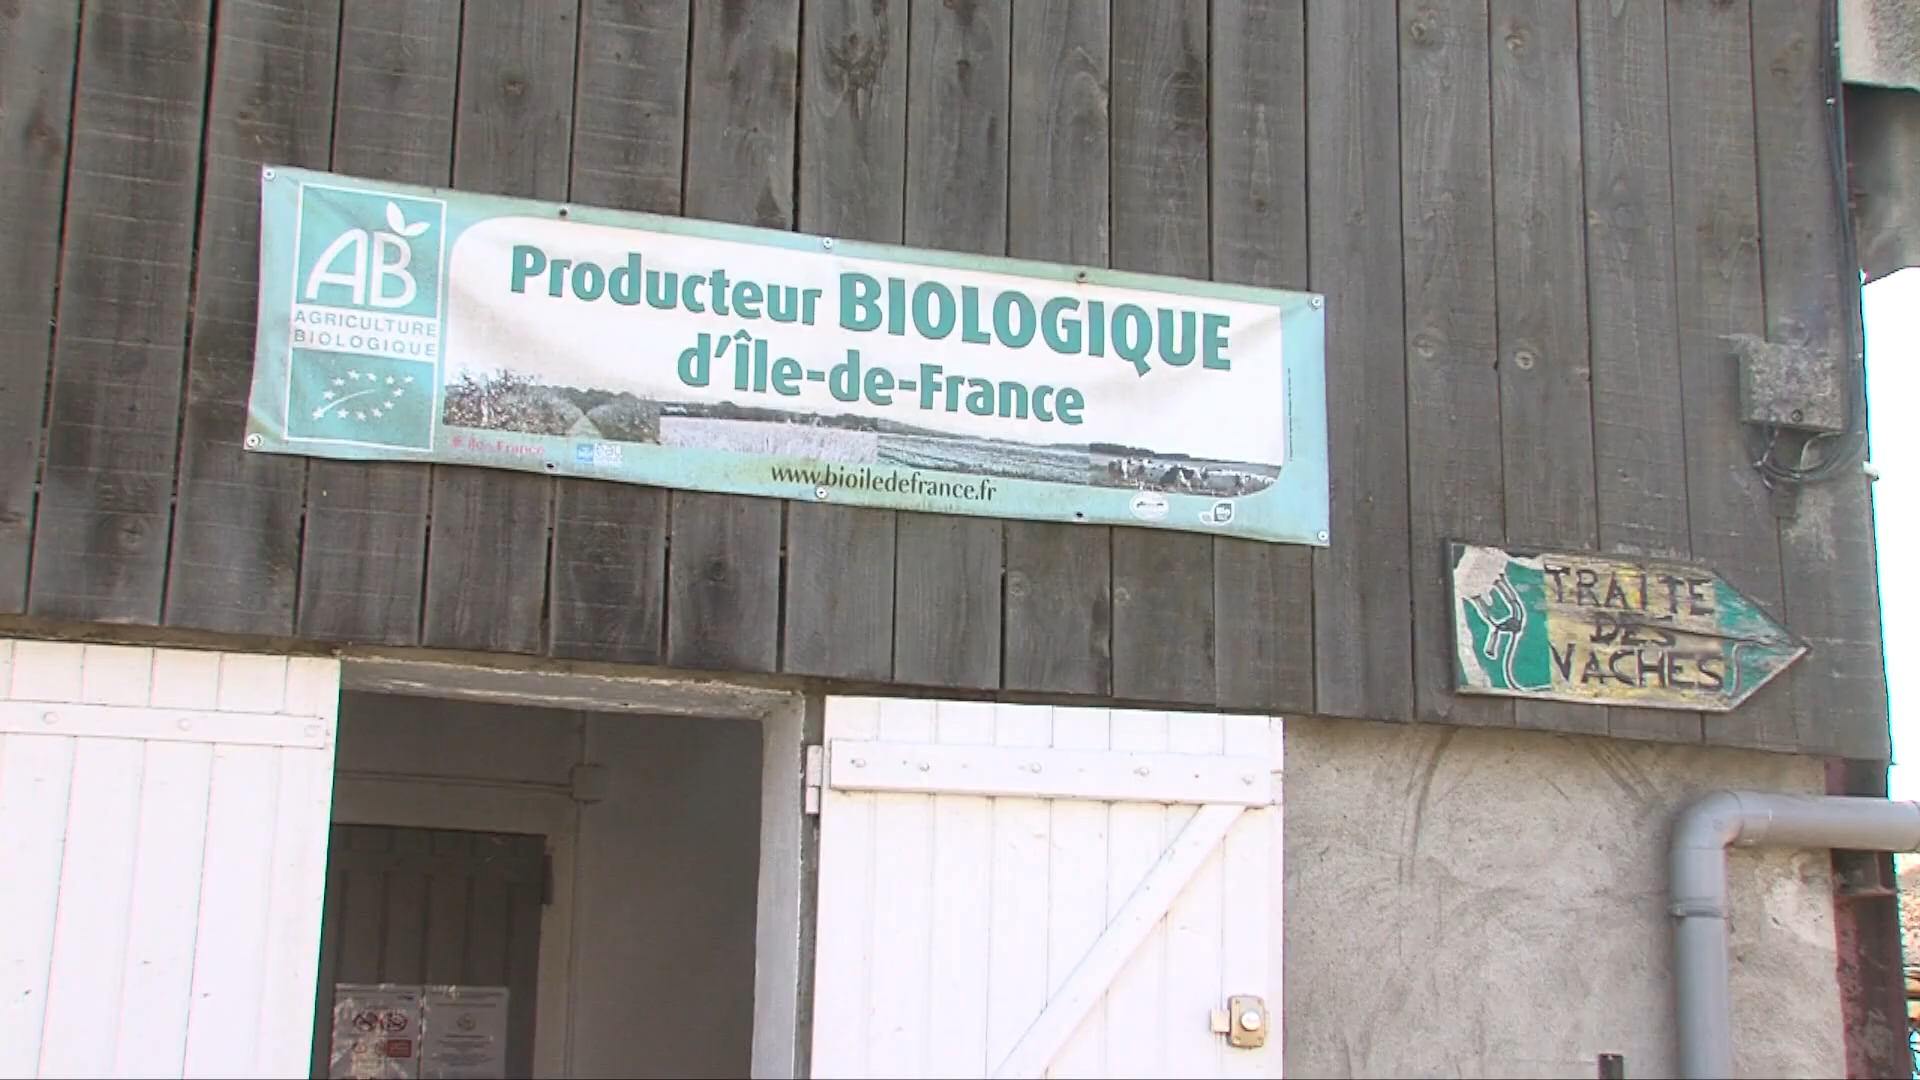 AB
AGRICULTURE
BIOLOGIQUE
Producteur BIOLOGIQUE
d'Île-de-France
www.bioiledefrance.fr
TRAITE
DES
VACHES